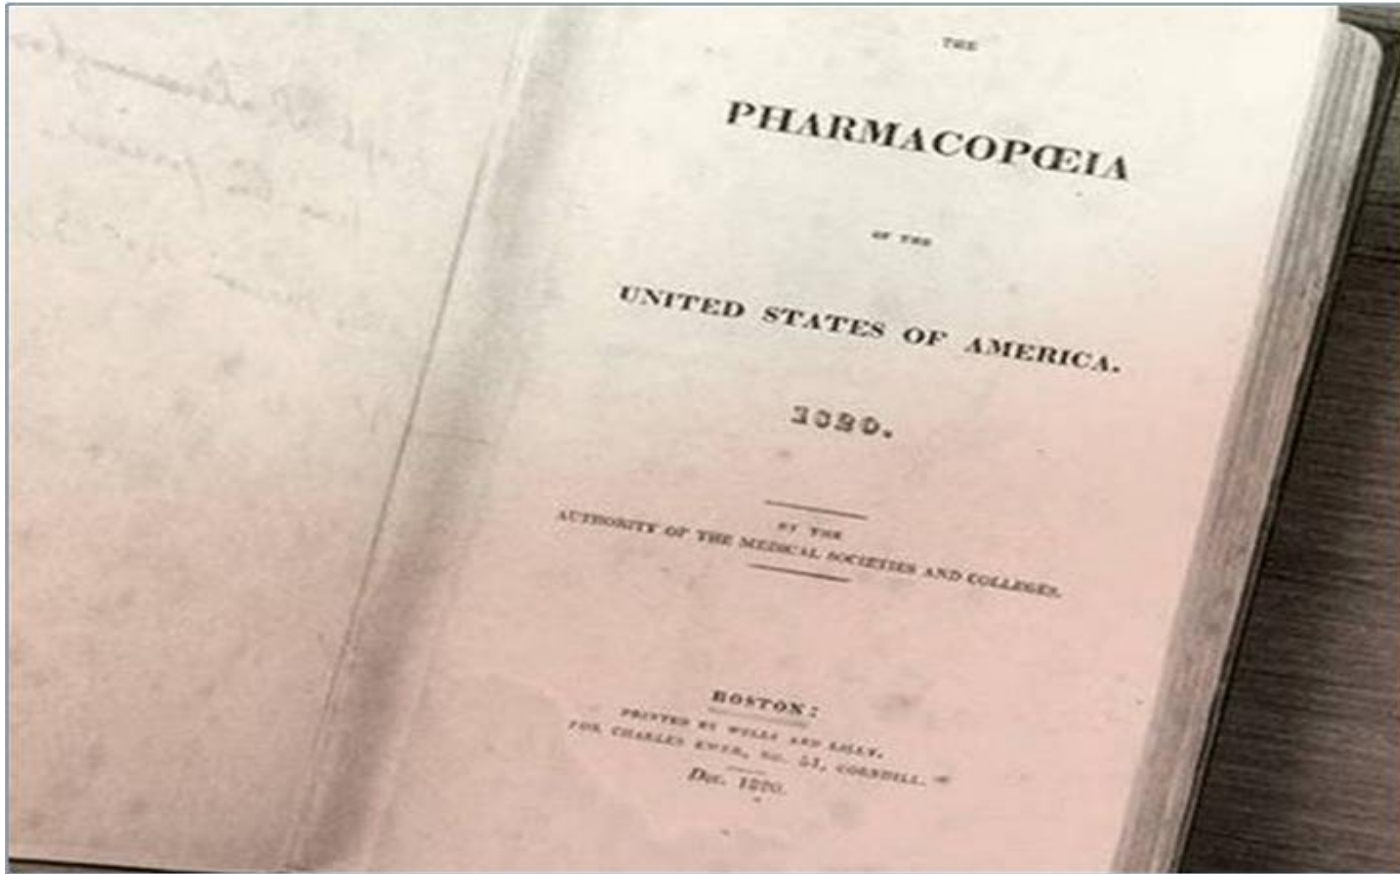 THE
PHARMACOPŒIA
OF THE
UNITED STATES OF AMERICA.
1820.
BY THE
AUTHORITY OF THE MEDICAL SOCIETIES AND COLLEGES.
BOSTON:
PRINTED BY WELLS AND LILLY,
FOR CHARLES EWER, No. 51, CORNHILL.
Dec. 1820.